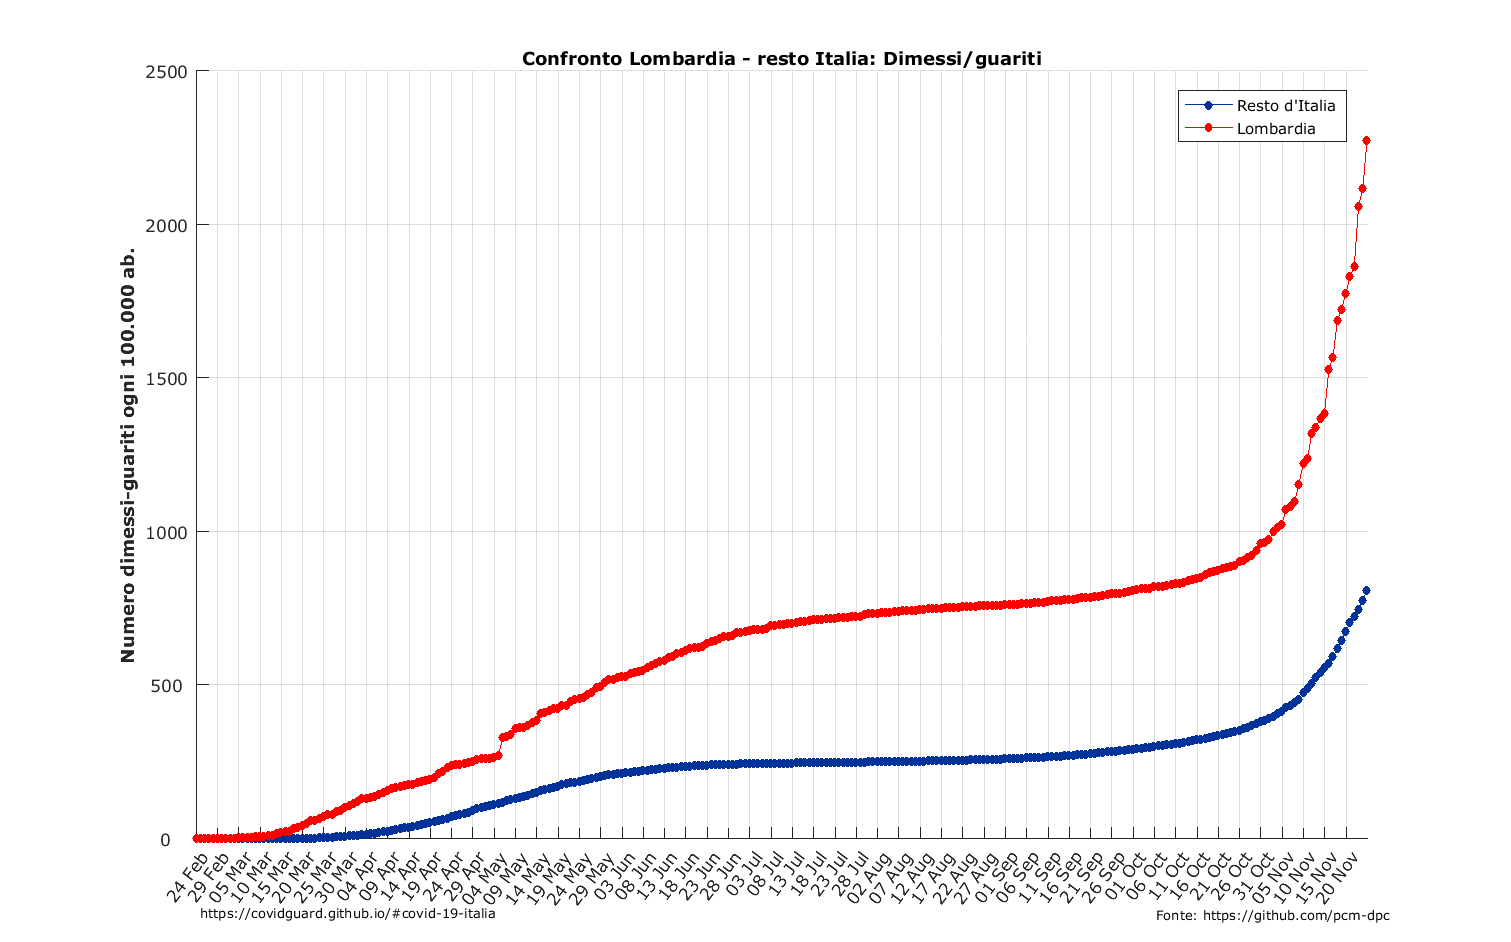 Confronto Lombardia - resto Italia: Dimessi/guariti
Resto d'Italia
Lombardia
Numero dimessi-guariti ogni 100.000 ab.
2500
2000
1500
1000
500
0
24 Feb
29 Feb
05 Mar
10 Mar
15 Mar
20 Mar
25 Mar
30 Mar
04 Apr
09 Apr
14 Apr
19 Apr
24 Apr
29 Apr
04 May
09 May
14 May
19 May
24 May
29 May
03 Jun
08 Jun
13 Jun
18 Jun
23 Jun
28 Jun
03 Jul
08 Jul
13 Jul
18 Jul
23 Jul
28 Jul
02 Aug
07 Aug
12 Aug
17 Aug
22 Aug
27 Aug
01 Sep
06 Sep
11 Sep
16 Sep
21 Sep
26 Sep
01 Oct
06 Oct
11 Oct
16 Oct
21 Oct
26 Oct
31 Oct
05 Nov
10 Nov
15 Nov
20 Nov
https://covidguard.github.io/#covid-19-italia
Fonte: https://github.com/pcm-dpc